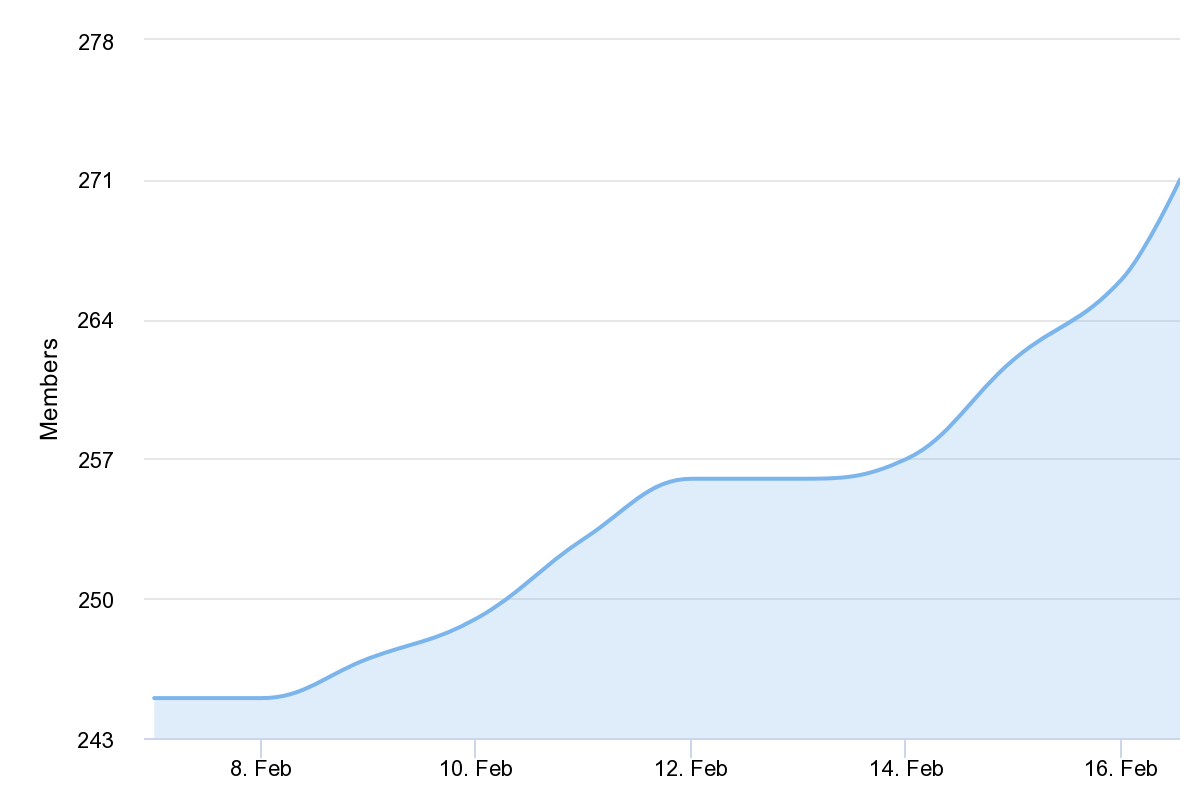 278
271
264
257
250
243
Members
8. Feb
10. Feb
12. Feb
14. Feb
16. Feb